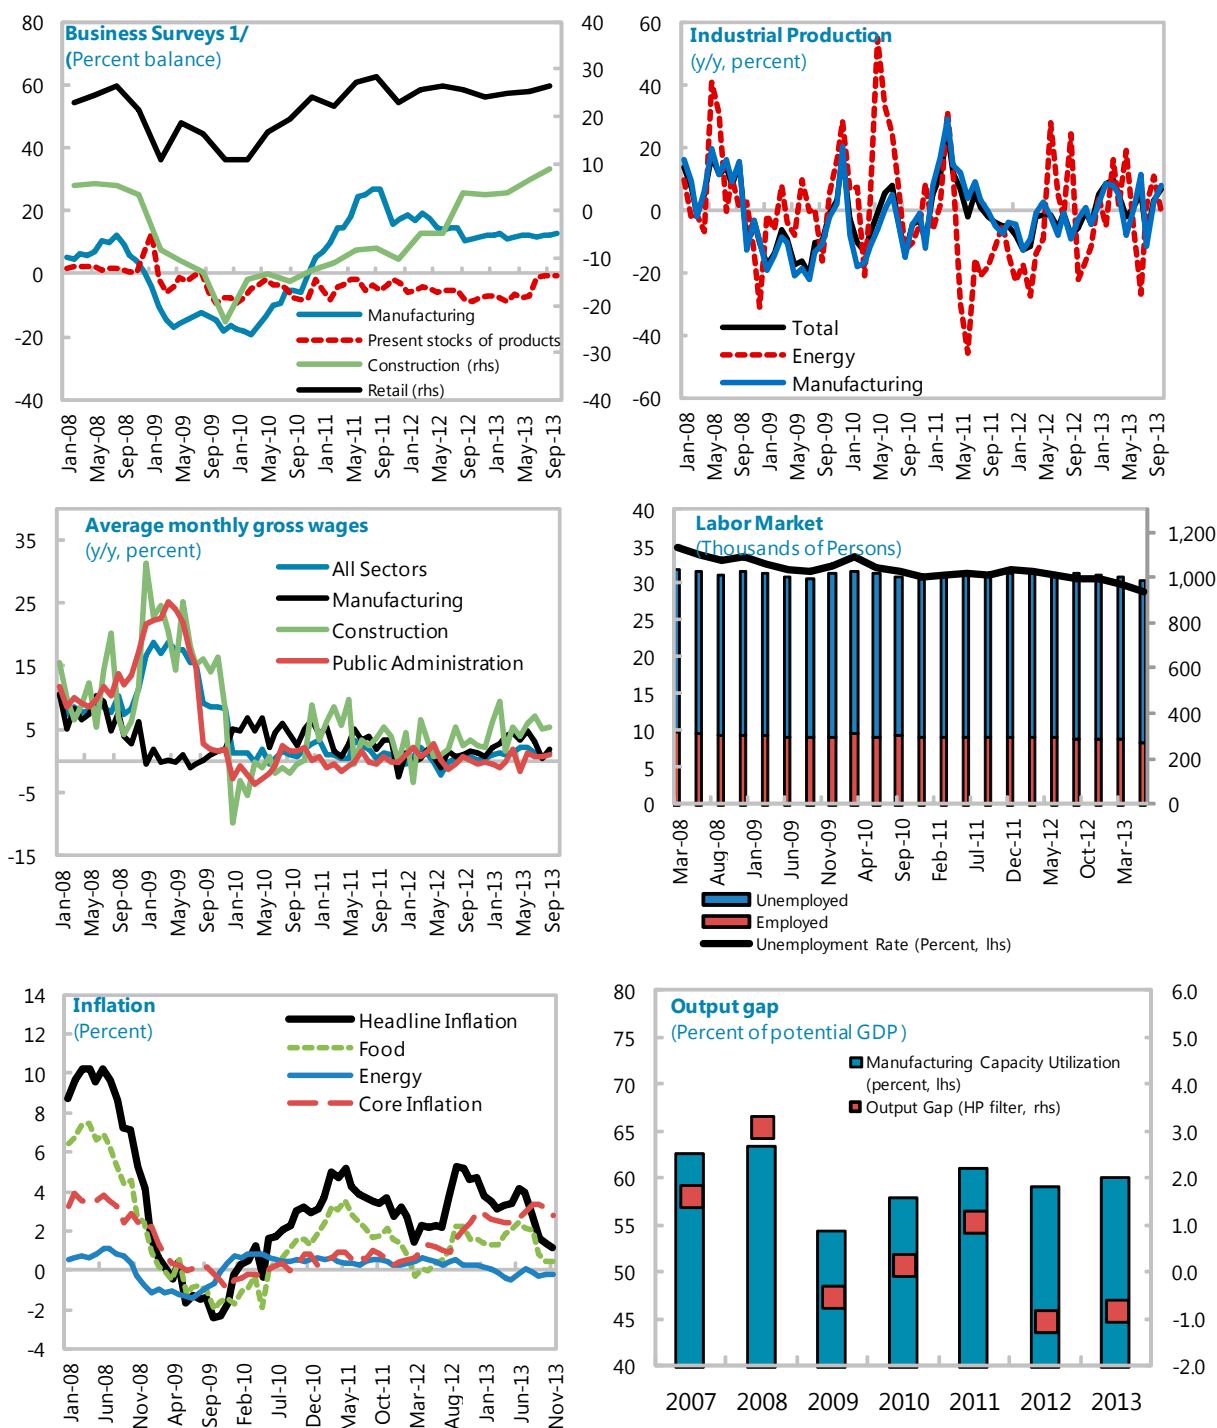 Business Surveys 1/
(Percent balance)
80
60
40
20
0
-20
-40
40
30
20
10
0
-10
-20
-30
-40
Manufacturing
Present stocks of products
Construction (rhs)
Retail (rhs)
Jan-08
May-08
Sep-08
Jan-09
May-09
Sep-09
Jan-10
May-10
Sep-10
Jan-11
May-11
Sep-11
Jan-12
May-12
Sep-12
Jan-13
May-13
Sep-13
Industrial Production
(y/y, percent)
60
40
20
0
-20
-40
-60
Total
Energy
Manufacturing
Jan-08
May-08
Sep-08
Jan-09
May-09
Sep-09
Jan-10
May-10
Sep-10
Jan-11
May-11
Sep-11
Jan-12
May-12
Sep-12
Jan-13
May-13
Sep-13
Average monthly gross wages
(y/y, percent)
35
25
15
5
-5
-15
All Sectors
Manufacturing
Construction
Public Administration
Jan-08
May-08
Sep-08
Jan-09
May-09
Sep-09
Jan-10
May-10
Sep-10
Jan-11
May-11
Sep-11
Jan-12
May-12
Sep-12
Jan-13
May-13
Sep-13
Labor Market
(Thousands of Persons)
40
35
30
25
20
15
10
5
0
1,200
1,000
800
600
400
200
0
Mar-08
Aug-08
Jan-09
Jun-09
Nov-09
Apr-10
Sep-10
Feb-11
Jul-11
Dec-11
May-12
Oct-12
Mar-13
Unemployed
Employed
Unemployment Rate (Percent, lhs)
Inflation
(Percent)
14
12
10
8
6
4
2
0
-2
-4
Headline Inflation
Food
Energy
Core Inflation
Jan-08
Jun-08
Nov-08
Apr-09
Sep-09
Feb-10
Jul-10
Dec-10
May-11
Oct-11
Mar-12
Aug-12
Jan-13
Jun-13
Nov-13
Output gap
(Percent of potential GDP)
80
75
70
65
60
55
50
45
40
6.0
5.0
4.0
3.0
2.0
1.0
0.0
-1.0
-2.0
Manufacturing Capacity Utilization
(percent, lhs)
Output Gap (HP filter, rhs)
2007
2008
2009
2010
2011
2012
2013